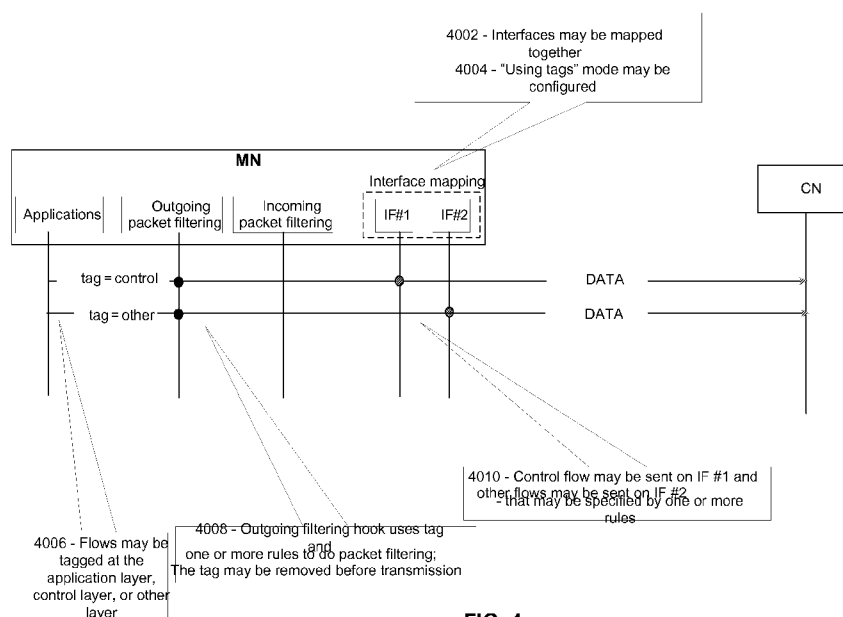 4002 - Interfaces may be mapped
together
4004 - "Using tags" mode may be
configured
MN
CN
Interface mapping
Applications
Outgoing
packet filtering
Incoming
packet filtering
IF#1
IF#2
tag = control
DATA
tag = other
DATA
4010 - Control flow may be sent on IF #1 and
other flows may be sent on IF #2
- that may be specified by one or more
rules
4008 - Outgoing filtering hook uses tag
and
one or more rules to do packet filtering;
The tag may be removed before transmission
4006 - Flows may be
tagged at the
application layer,
control layer, or other
layer